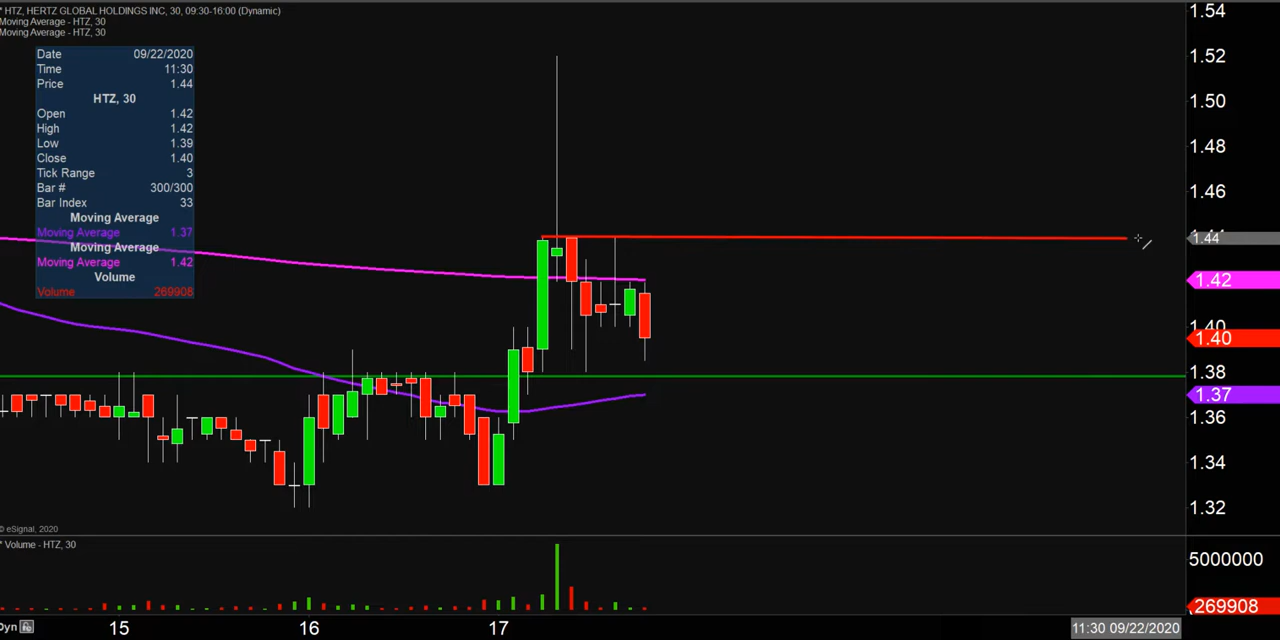 * HTZ, HERTZ GLOBAL HOLDINGS INC, 30, 09:30-16:00 (Dynamic)
Moving Average - HTZ, 30
Moving Average - HTZ, 30
Date 09/22/2020
Time 11:30
Price 1.44
HTZ, 30
Open 1.42
High 1.42
Low 1.39
Close 1.40
Tick Range 3
Bar # 300/300
Bar Index 33
Moving Average
Moving Average 1.37
Moving Average
Moving Average 1.42
Volume
Volume 269908
1.54
1.52
1.50
1.48
1.46
1.44
1.42
1.40
1.40
1.38
1.37
1.36
1.34
1.32
© eSignal, 2020
* Volume - HTZ, 30
5000000
269908
Dyn 15 16 17 11:30 09/22/2020